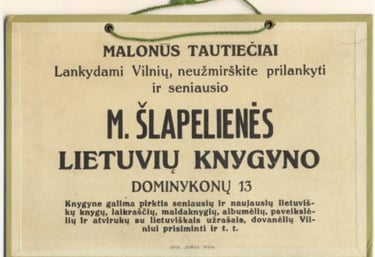 MALONŪS TAUTIEČIAI
Lankydami Vilnių, neužmirškite prilankyti
ir seniausio
M. ŠLAPELIENĖS
LIETUVIŲ KNYGYNO
DOMINYKONŲ 13
Knygyne galima pirktis seniausių ir naujausių lietuviš-
kų knygų, laikraščių, maldaknygių, albumėlių, paveikslė-
lių ir atvirukų su lietuviškais užrašais, dovanėlių Vil-
niui prisiminti ir t. t.